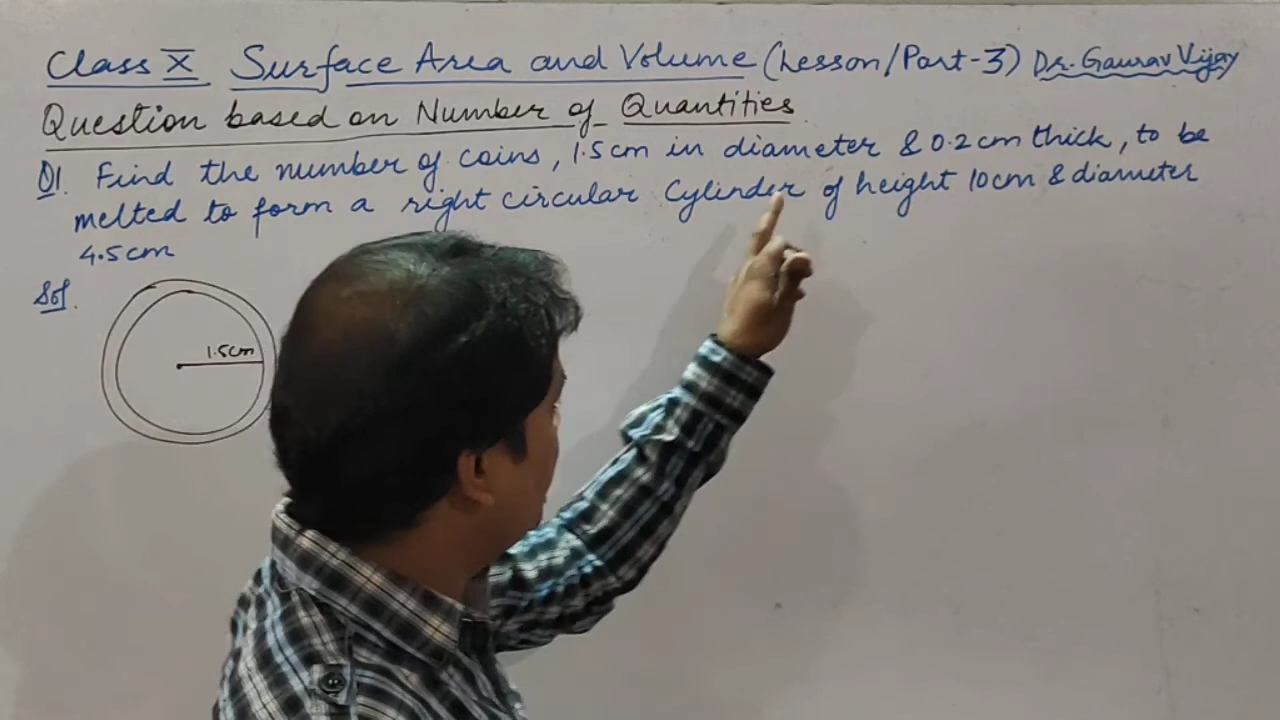 Class X Surface Area and Volume (Lesson/Part-3) Dr. Gaurav Vijay
Question based on Number of Quantities
Q1. Find the number of coins, 1.5cm in diameter & 0.2cm thick, to be
melted to form a right circular Cylinder of height 10cm & diameter
4.5cm
Sol.
1.5cm